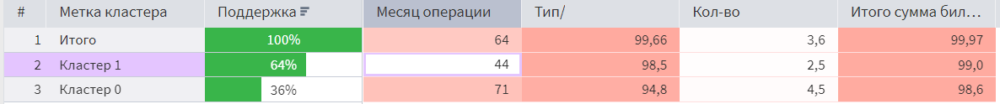 # Метка кластера Поддержка Месяц операции Тип/ Кол-во Итого сумма бил...
1 Итого 100% 64 99,66 3,6 99,97
2 Кластер 1 64% 44 98,5 2,5 99,0
3 Кластер 0 36% 71 94,8 4,5 98,6